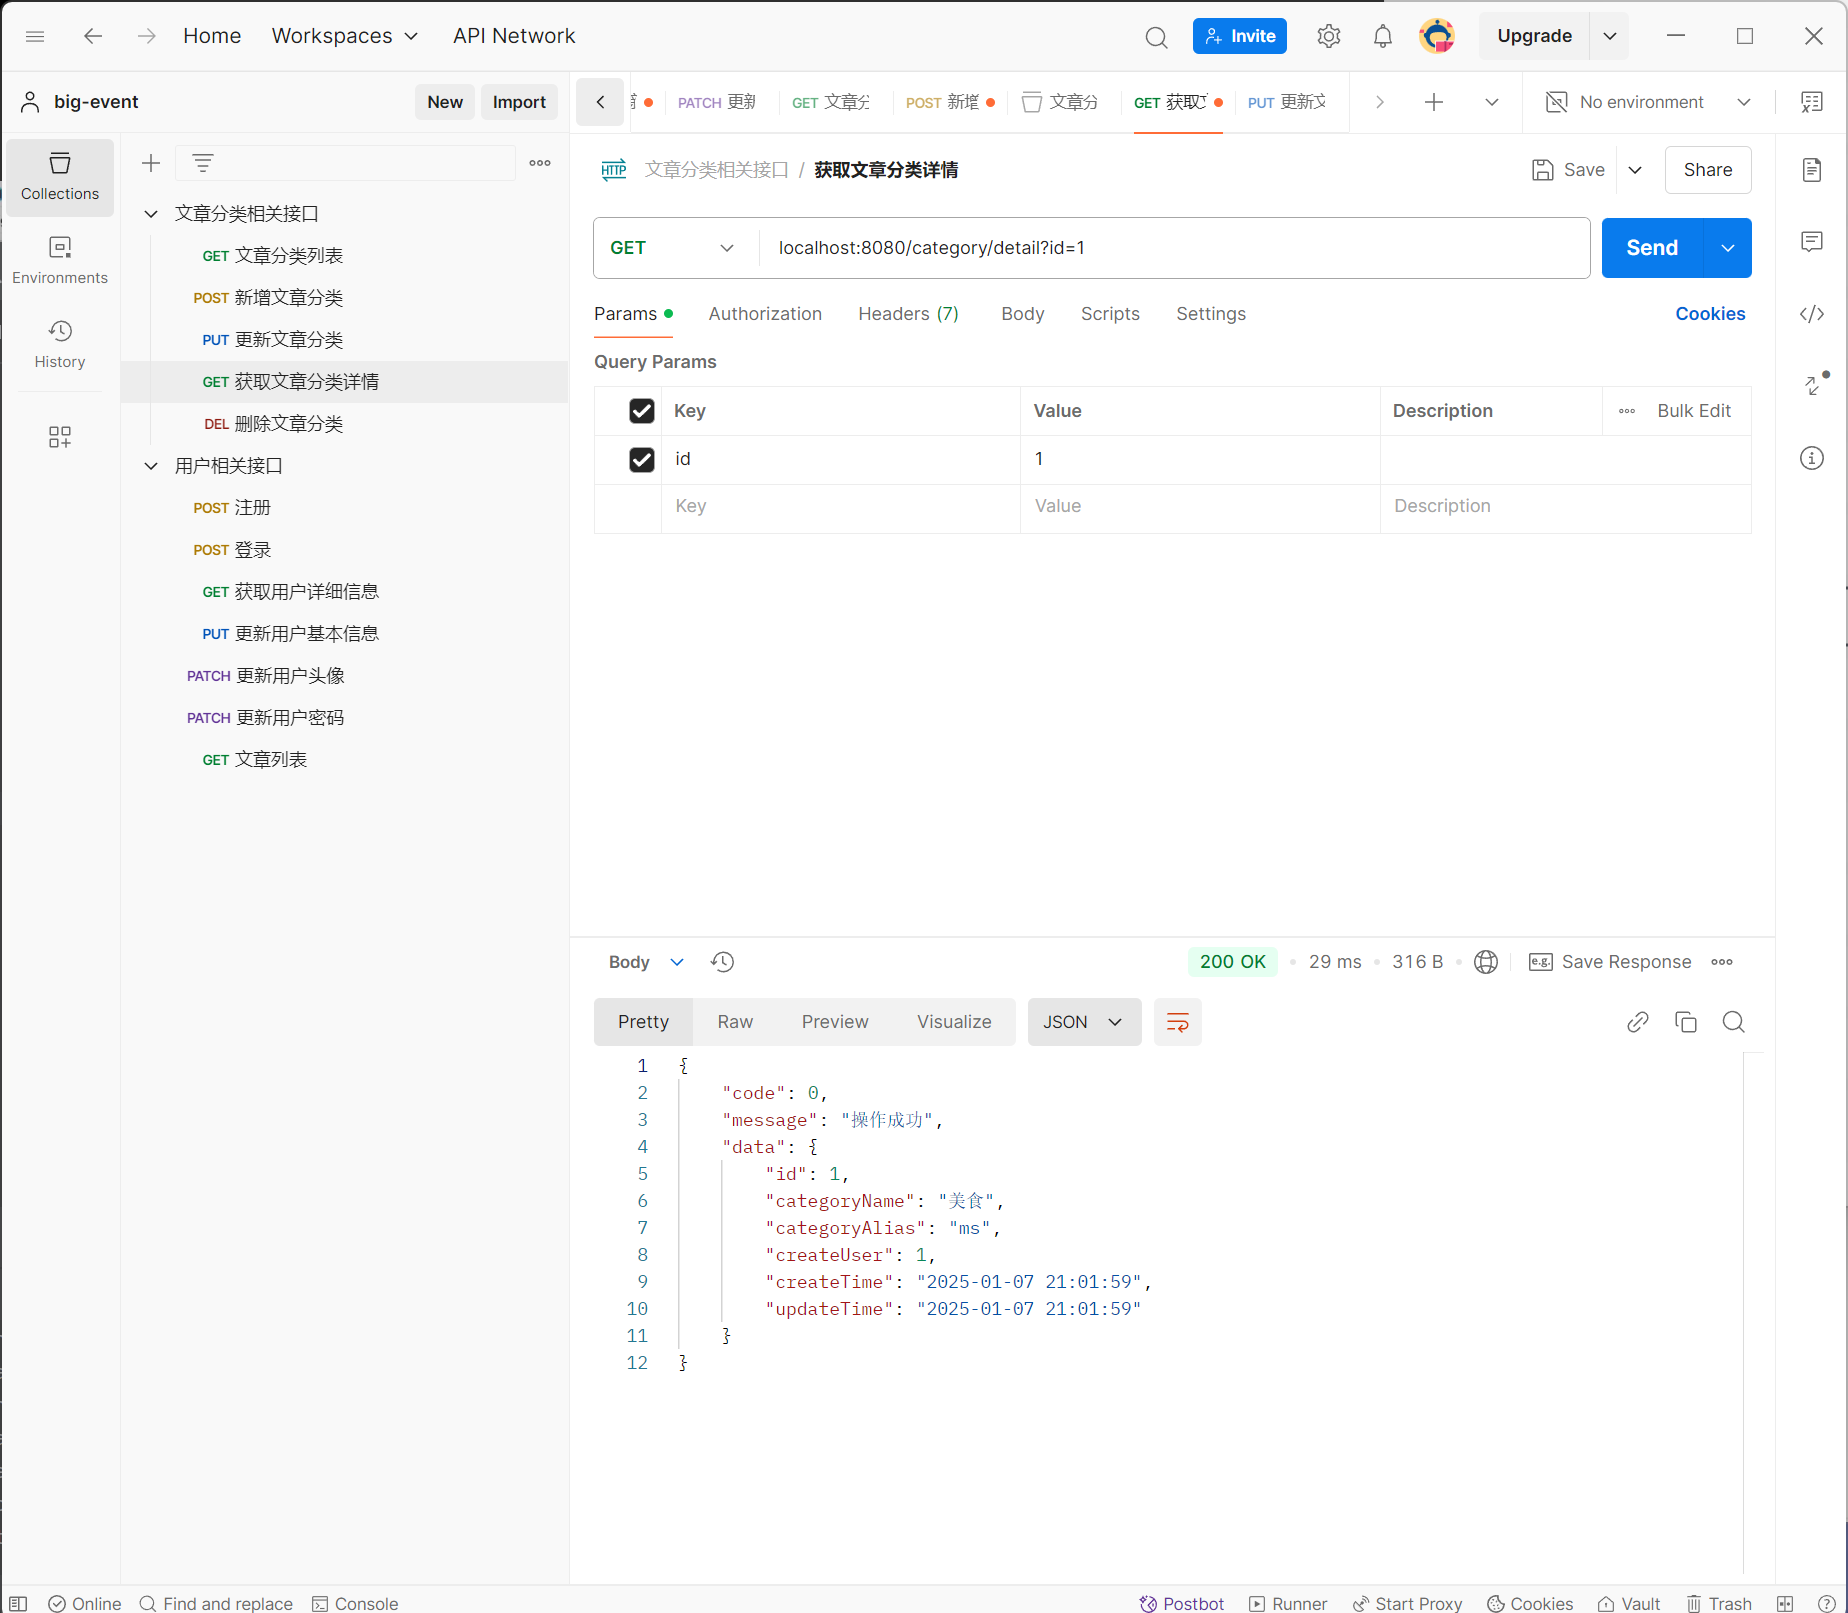 Home Workspaces API Network Invite Upgrade
big-event New Import
PATCH 更新 GET 文章分 POST 新增 文章分 GET 获取 PUT 更新文 No environment
Collections
Environments
History
文章分类相关接口
GET 文章分类列表
POST 新增文章分类
PUT 更新文章分类
GET 获取文章分类详情
DEL 删除文章分类
用户相关接口
POST 注册
POST 登录
GET 获取用户详细信息
PUT 更新用户基本信息
PATCH 更新用户头像
PATCH 更新用户密码
GET 文章列表
HTTP 文章分类相关接口 / 获取文章分类详情 Save Share
GET localhost:8080/category/detail?id=1 Send
Params Authorization Headers (7) Body Scripts Settings Cookies
Query Params
Key Value Description Bulk Edit
id 1
Key Value Description
Body 200 OK 29 ms 316 B e.g. Save Response
Pretty Raw Preview Visualize JSON
1 {
2 "code": 0,
3 "message": "操作成功",
4 "data": {
5 "id": 1,
6 "categoryName": "美食",
7 "categoryAlias": "ms",
8 "createUser": 1,
9 "createTime": "2025-01-07 21:01:59",
10 "updateTime": "2025-01-07 21:01:59"
11 }
12 }
Online Find and replace Console Postbot Runner Start Proxy Cookies Vault Trash